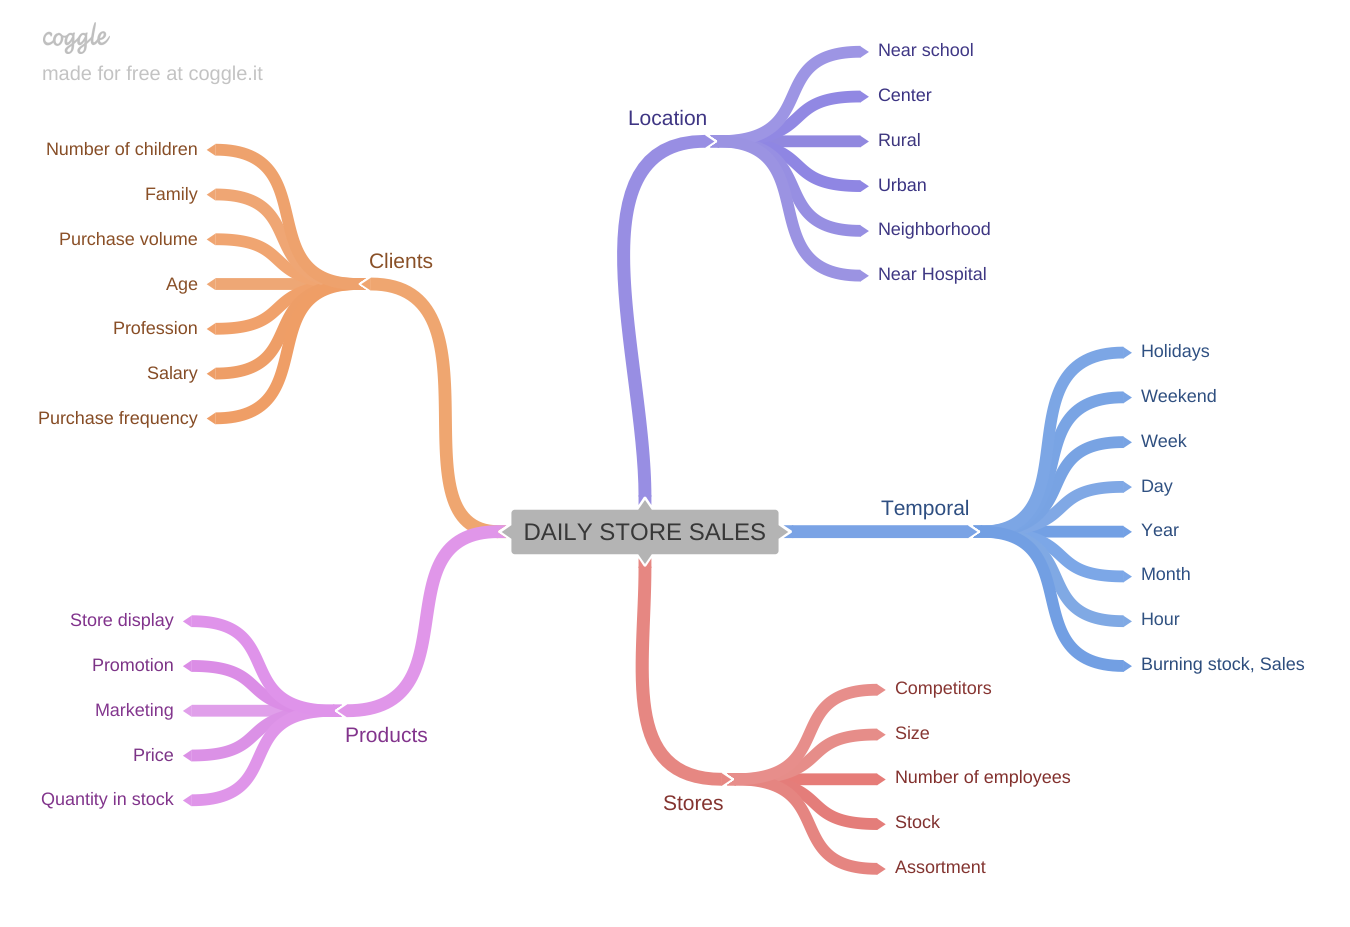 coggle
made for free at coggle.it
Location
Near school
Center
Rural
Urban
Neighborhood
Near Hospital
Clients
Number of children
Family
Purchase volume
Age
Profession
Salary
Purchase frequency
DAILY STORE SALES
Temporal
Holidays
Weekend
Week
Day
Year
Month
Hour
Burning stock, Sales
Products
Store display
Promotion
Marketing
Price
Quantity in stock
Stores
Competitors
Size
Number of employees
Stock
Assortment